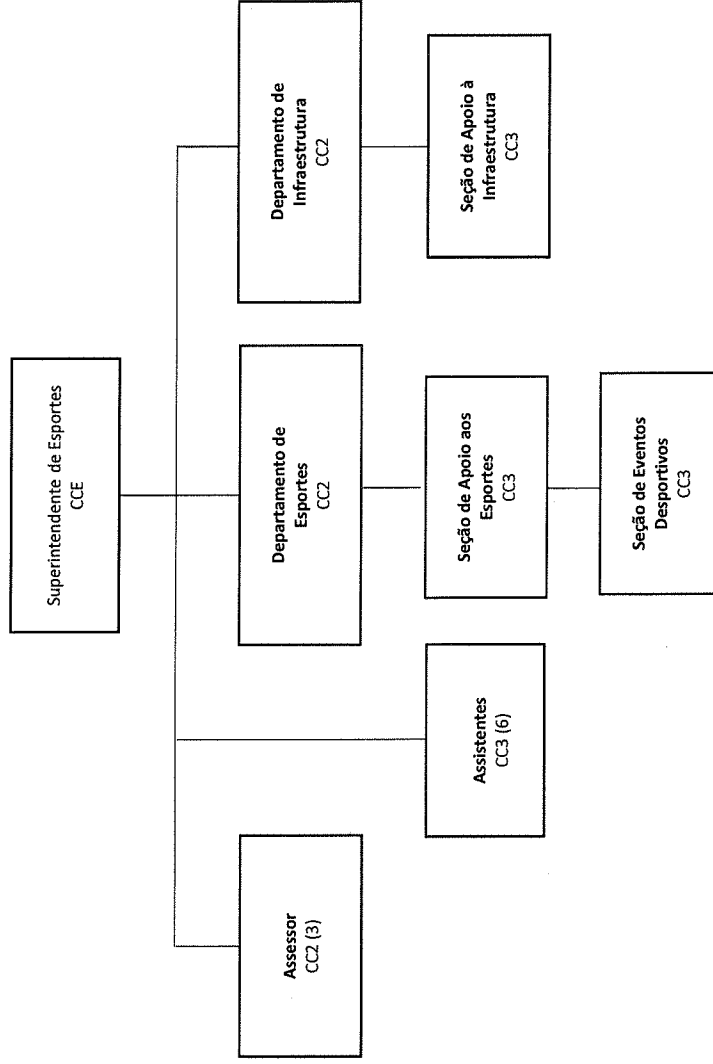 Superintendente de Esportes
CCE
Assessor
CC2 (3)
Departamento de
Esportes
CC2
Departamento de
Infraestrutura
CC2
Assistentes
CC3 (6)
Seção de Apoio aos
Esportes
CC3
Seção de Apoio à
Infraestrutura
CC3
Seção de Eventos
Desportivos
CC3